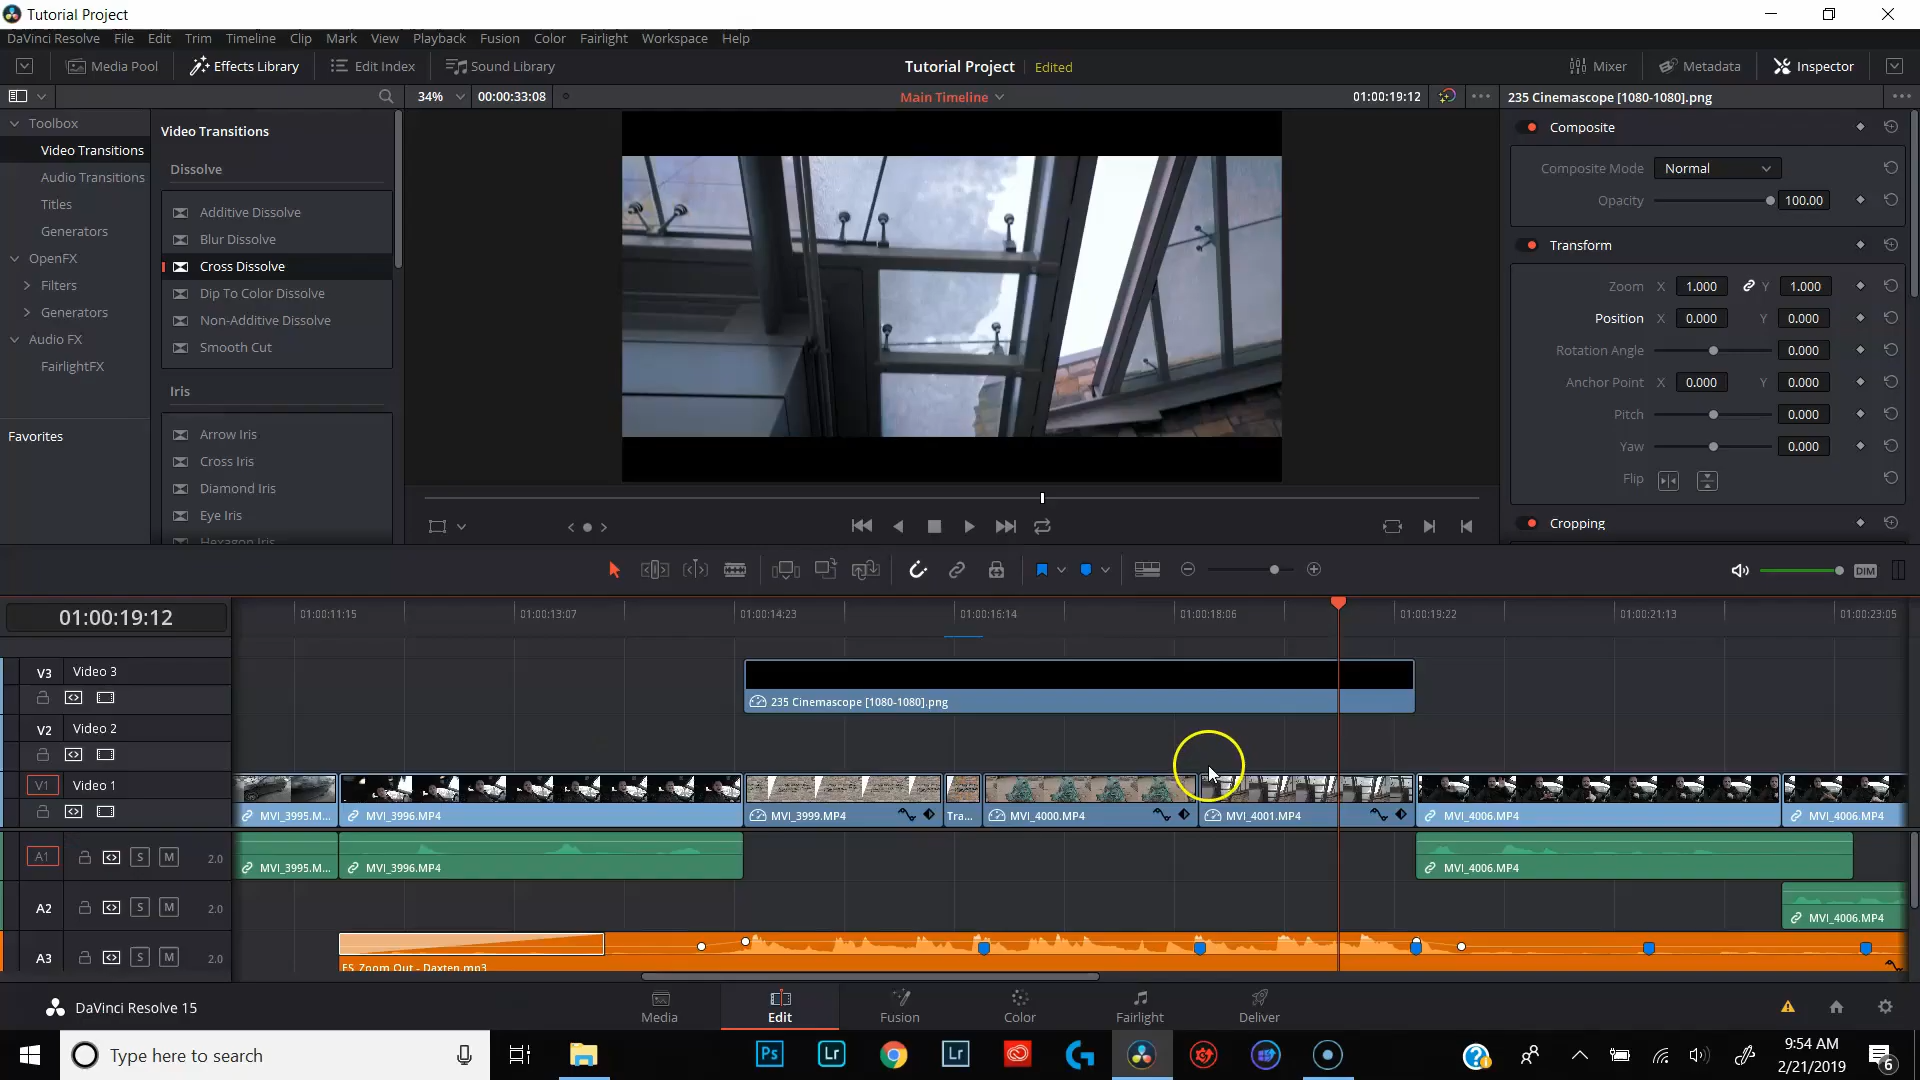 Tutorial Project
DaVinci Resolve File Edit Trim Timeline Clip Mark View Playback Fusion Color Fairlight Workspace Help
Media Pool Effects Library Edit Index Sound Library Tutorial Project Edited Mixer Metadata Inspector
34% 00:00:33:08 Main Timeline 01:00:19:12 235 Cinemascope [1080-1080].png
Toolbox
Video Transitions
Audio Transitions
Titles
Generators
OpenFX
Filters
Generators
Audio FX
FairlightFX
Favorites
Video Transitions
Dissolve
Additive Dissolve
Blur Dissolve
Cross Dissolve
Dip To Color Dissolve
Non-Additive Dissolve
Smooth Cut
Iris
Arrow Iris
Cross Iris
Diamond Iris
Eye Iris
Hexagon Iris
Composite
Composite Mode Normal
Opacity 100.00
Transform
Zoom X 1.000 Y 1.000
Position X 0.000 Y 0.000
Rotation Angle 0.000
Anchor Point X 0.000 Y 0.000
Pitch 0.000
Yaw 0.000
Flip
Cropping
DIM
01:00:19:12 01:00:11:15 01:00:13:07 01:00:14:23 01:00:16:14 01:00:18:06 01:00:19:22 01:00:21:13 01:00:23:05
V3 Video 3
235 Cinemascope [1080-1080].png
V2 Video 2
V1 Video 1
MVI_3995.M... MVI_3996.MP4 MVI_3999.MP4 Tra... MVI_4000.MP4 MVI_4001.MP4 MVI_4006.MP4 MVI_4006.MP4
A1 S M 2.0
MVI_3995.M... MVI_3996.MP4 MVI_4006.MP4
A2 S M 2.0
MVI_4006.MP4
A3 S M 2.0
ES_Zoom Out - Daxten.mp3
DaVinci Resolve 15 Media Edit Fusion Color Fairlight Deliver
Type here to search
Ps Lr Lr
9:54 AM
2/21/2019
6